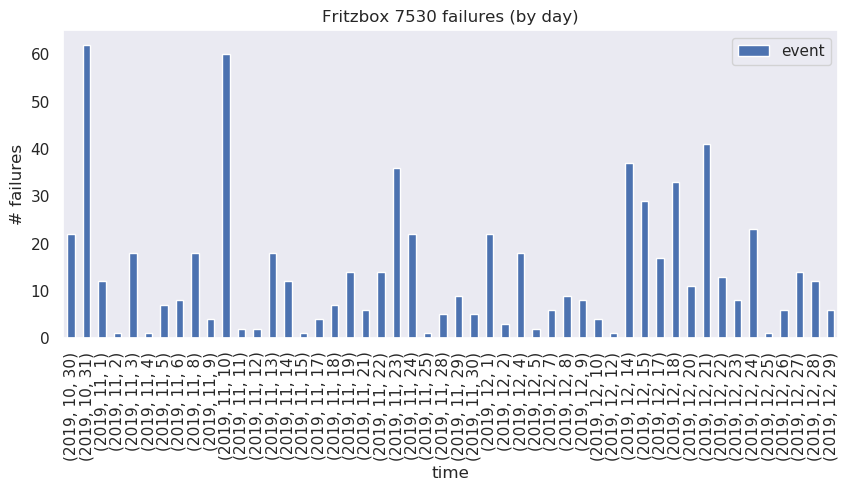 Fritzbox 7530 failures (by day)
event
# failures
60
50
40
30
20
10
0
(2019, 10, 30)
(2019, 10, 31)
(2019, 11, 1)
(2019, 11, 2)
(2019, 11, 3)
(2019, 11, 4)
(2019, 11, 5)
(2019, 11, 6)
(2019, 11, 8)
(2019, 11, 9)
(2019, 11, 10)
(2019, 11, 11)
(2019, 11, 12)
(2019, 11, 13)
(2019, 11, 14)
(2019, 11, 15)
(2019, 11, 17)
(2019, 11, 18)
(2019, 11, 19)
(2019, 11, 21)
(2019, 11, 22)
(2019, 11, 23)
(2019, 11, 24)
(2019, 11, 25)
(2019, 11, 28)
(2019, 11, 29)
(2019, 11, 30)
(2019, 12, 1)
(2019, 12, 2)
(2019, 12, 4)
(2019, 12, 5)
(2019, 12, 7)
(2019, 12, 8)
(2019, 12, 9)
(2019, 12, 10)
(2019, 12, 12)
(2019, 12, 14)
(2019, 12, 15)
(2019, 12, 17)
(2019, 12, 18)
(2019, 12, 20)
(2019, 12, 21)
(2019, 12, 22)
(2019, 12, 23)
(2019, 12, 24)
(2019, 12, 25)
(2019, 12, 26)
(2019, 12, 27)
(2019, 12, 28)
(2019, 12, 29)
time